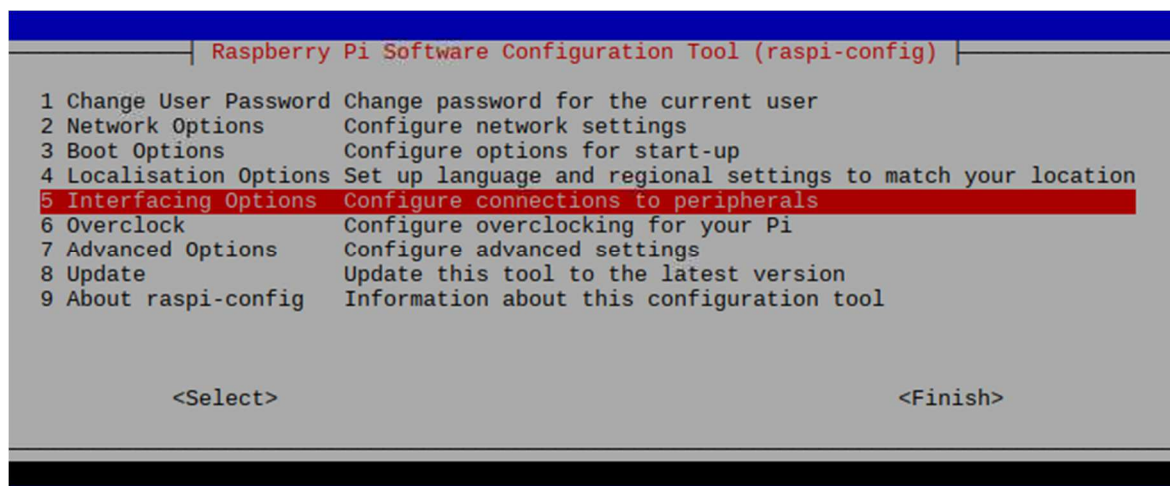 Raspberry Pi Software Configuration Tool (raspi-config)
1 Change User Password Change password for the current user
2 Network Options Configure network settings
3 Boot Options Configure options for start-up
4 Localisation Options Set up language and regional settings to match your location
5 Interfacing Options Configure connections to peripherals
6 Overclock Configure overclocking for your Pi
7 Advanced Options Configure advanced settings
8 Update Update this tool to the latest version
9 About raspi-config Information about this configuration tool
<Select> <Finish>